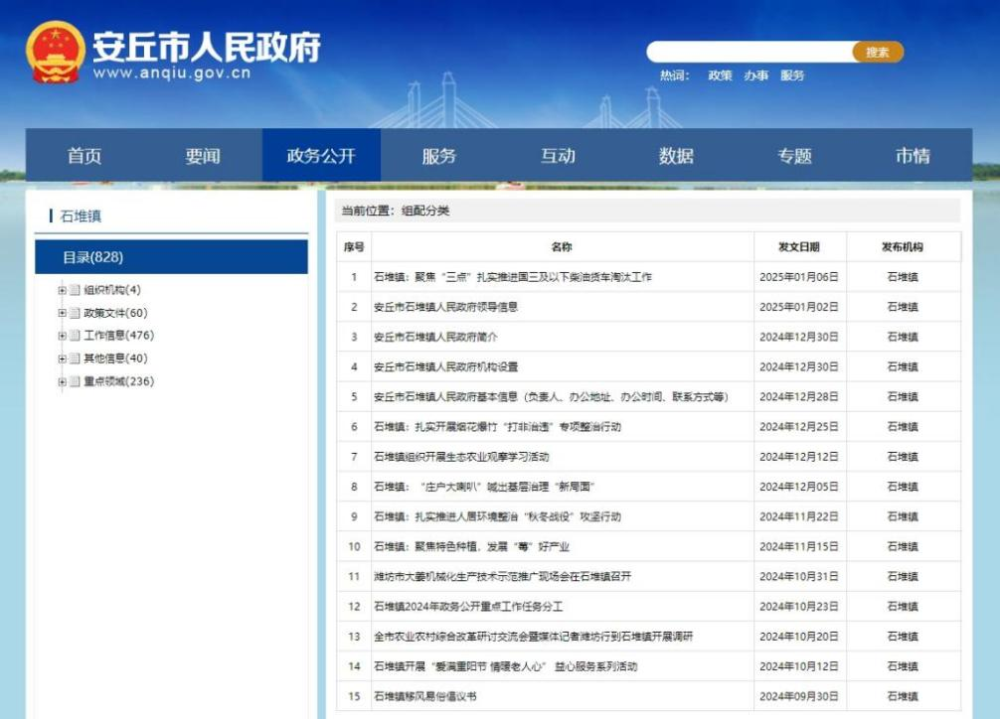 安丘市人民政府
www.anqiu.gov.cn
搜索
热词： 政策 办事 服务
首页 要闻 政务公开 服务 互动 数据 专题 市情
石堆镇
目录(828)
组织机构(4)
政策文件(60)
工作信息(476)
其他信息(40)
重点领域(236)
当前位置：组配分类
序号 名称 发文日期 发布机构
1 石堆镇：聚焦“三点”扎实推进国三及以下柴油货车淘汰工作 2025年01月06日 石堆镇
2 安丘市石堆镇人民政府领导信息 2025年01月02日 石堆镇
3 安丘市石堆镇人民政府简介 2024年12月30日 石堆镇
4 安丘市石堆镇人民政府机构设置 2024年12月30日 石堆镇
5 安丘市石堆镇人民政府基本信息（负责人、办公地址、办公时间、联系方式等） 2024年12月28日 石堆镇
6 石堆镇：扎实开展烟花爆竹“打非治违”专项整治行动 2024年12月25日 石堆镇
7 石堆镇组织开展生态农业观摩学习活动 2024年12月12日 石堆镇
8 石堆镇：“庄户大喇叭”喊出基层治理“新局面” 2024年12月05日 石堆镇
9 石堆镇：扎实推进人居环境整治“秋冬战役”攻坚行动 2024年11月22日 石堆镇
10 石堆镇：聚焦特色种植，发展“莓”好产业 2024年11月15日 石堆镇
11 潍坊市大姜机械化生产技术示范推广现场会在石堆镇召开 2024年10月31日 石堆镇
12 石堆镇2024年政务公开重点工作任务分工 2024年10月23日 石堆镇
13 全市农业农村综合改革研讨交流会暨媒体记者潍坊行到石堆镇开展调研 2024年10月20日 石堆镇
14 石堆镇开展“爱满重阳节 情暖老人心” 益心服务系列活动 2024年10月12日 石堆镇
15 石堆镇移风易俗倡议书 2024年09月30日 石堆镇